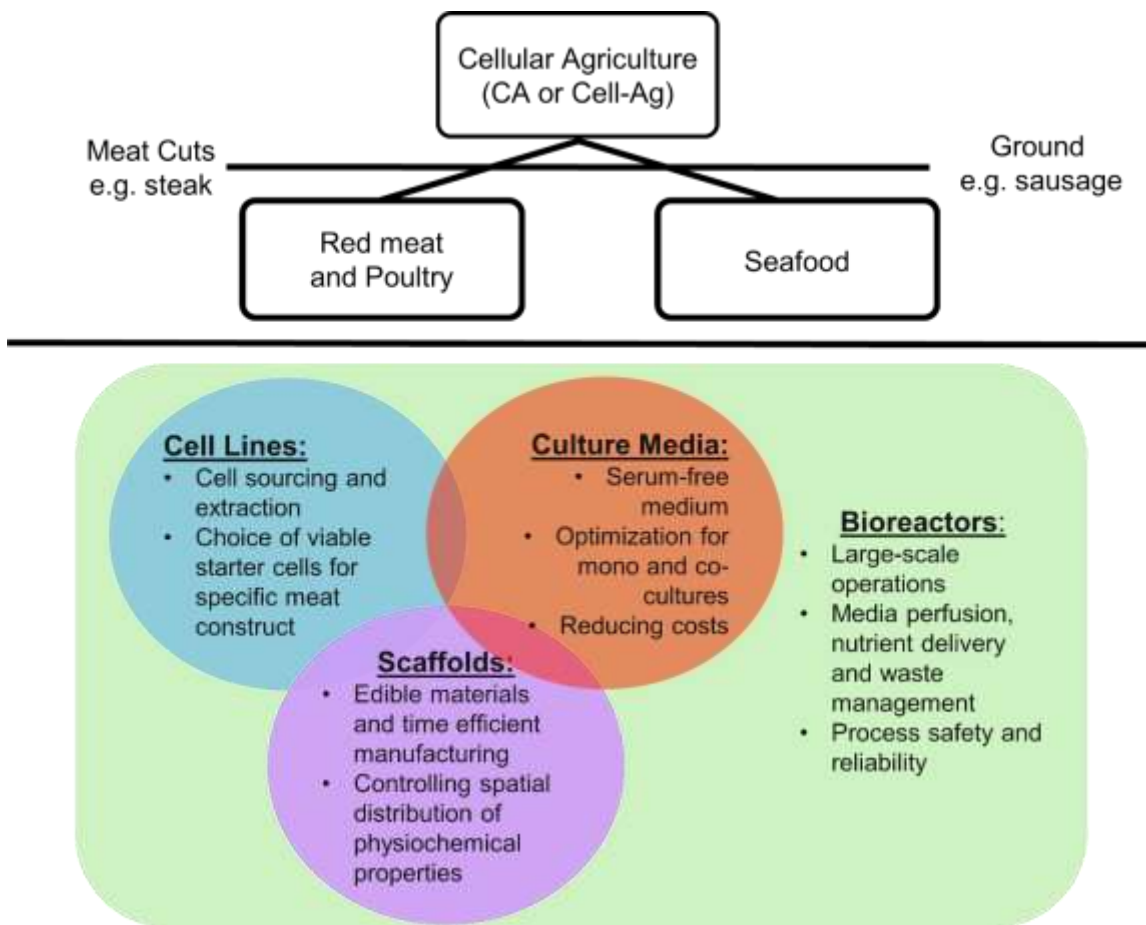 Cellular Agriculture
(CA or Cell-Ag)
Meat Cuts
e.g. steak
Ground
e.g. sausage
Red meat
and Poultry
Seafood
Cell Lines:
• Cell sourcing and
extraction
• Choice of viable
starter cells for
specific meat
construct
Culture Media:
• Serum-free
medium
• Optimization for
mono and co-
cultures
• Reducing costs
Scaffolds:
• Edible materials
and time efficient
manufacturing
• Controlling spatial
distribution of
physiochemical
properties
Bioreactors:
• Large-scale
operations
• Media perfusion,
nutrient delivery
and waste
management
• Process safety and
reliability